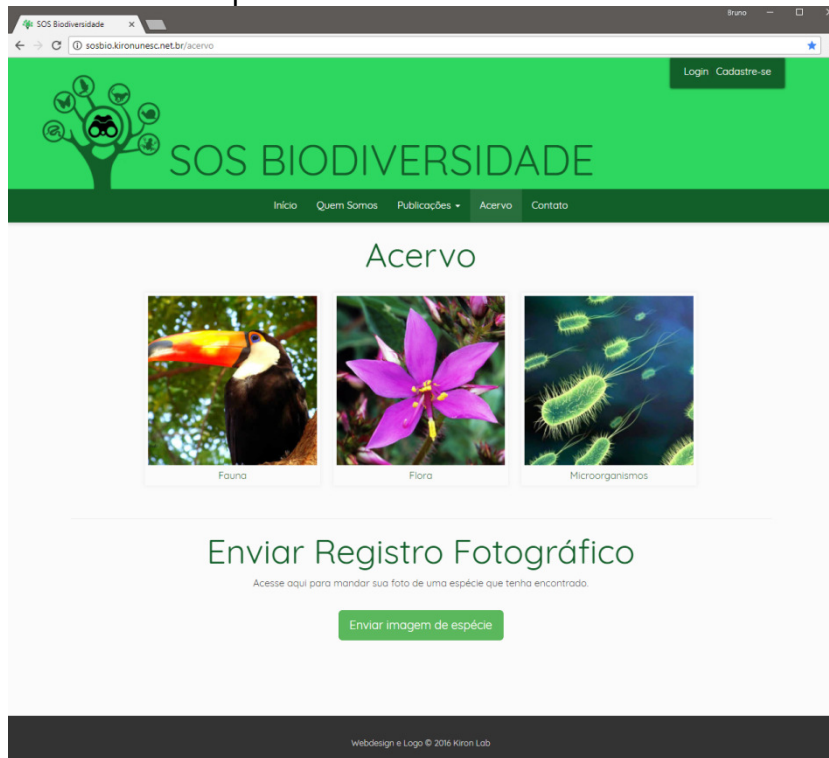 Bruno
SOS Biodiversidade
sosbio.kironunesc.net.br/acervo
Login Cadastre-se
SOS BIODIVERSIDADE
Início Quem Somos Publicações Acervo Contato
Acervo
Fauna Flora Microorganismos
Enviar Registro Fotográfico
Acesse aqui para mandar sua foto de uma espécie que tenha encontrado.
Enviar imagem de espécie
Webdesign e Logo © 2016 Kiron Lab